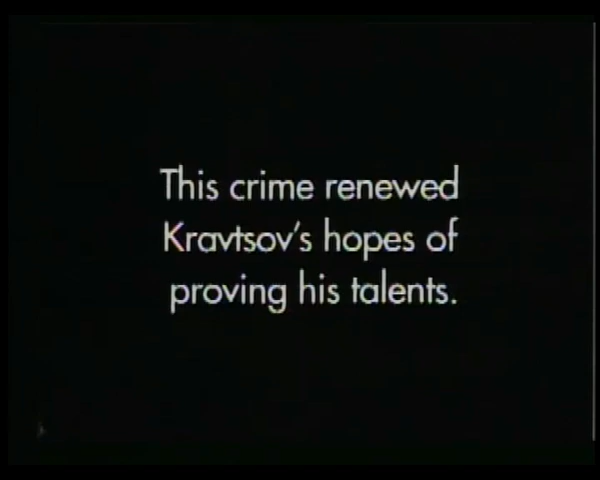 This crime renewed
Kravtsov's hopes of
proving his talents.